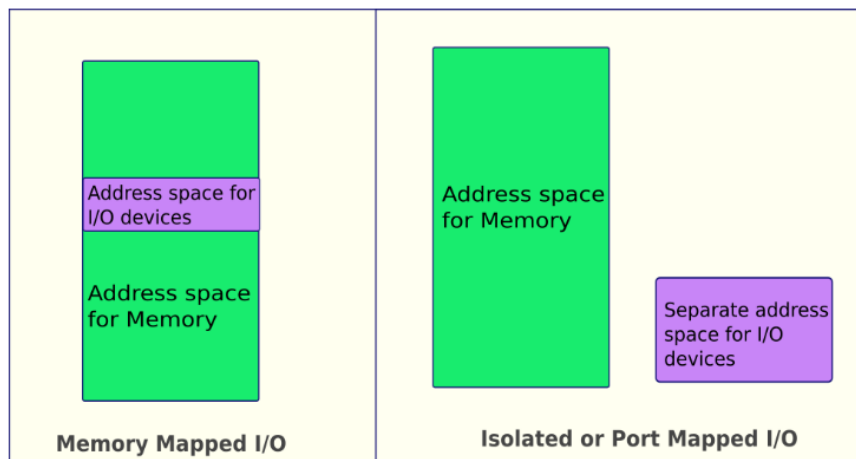 Address space for
I/O devices
Address space
for Memory
Memory Mapped I/O
Address space
for Memory
Separate address
space for I/O
devices
Isolated or Port Mapped I/O